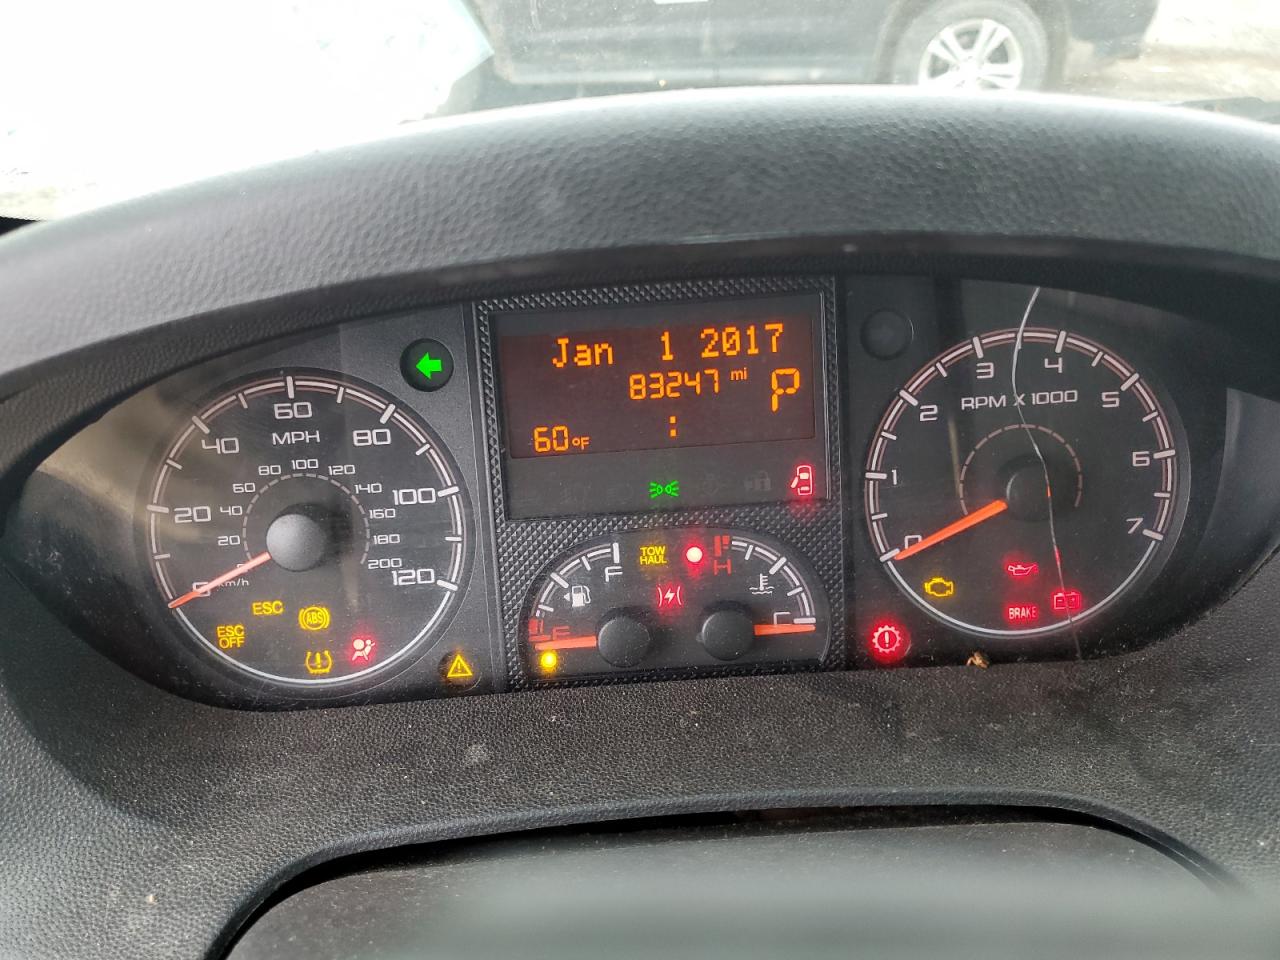 Jan 1 2017
83247 mi
P
60°F
:
0 20 40 60 80 100 120
MPH
20 40 60 80 100 120 140 160 180 200
km/h
ESC
ABS
ESC OFF
F
E
TOW HAUL
H
C
0 1 2 3 4 5 6 7
RPM X 1000
BRAKE